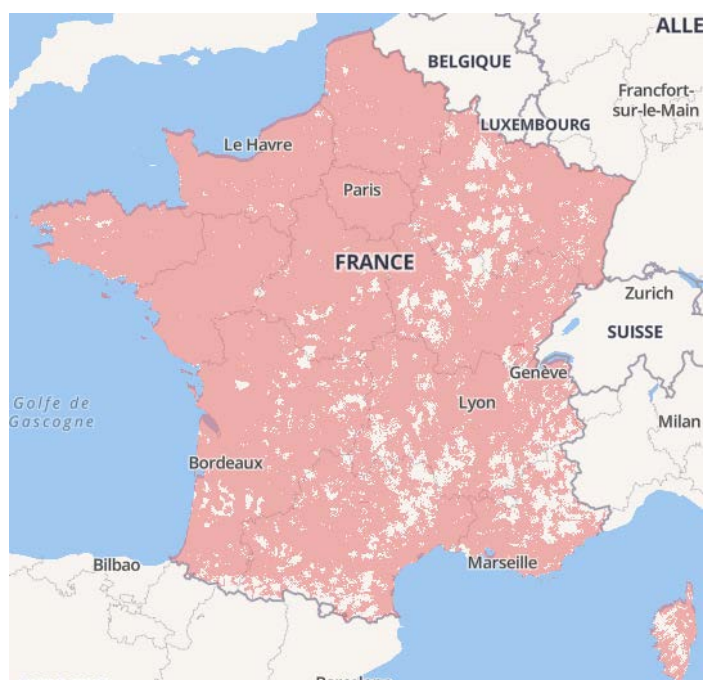 ALLE
BELGIQUE
Francfort-
sur-le-Main
LUXEMBOURG
Le Havre
Paris
FRANCE
Zurich
SUISSE
Genève
Golfe de
Gascogne
Lyon
Milan
Bordeaux
Bilbao
Marseille